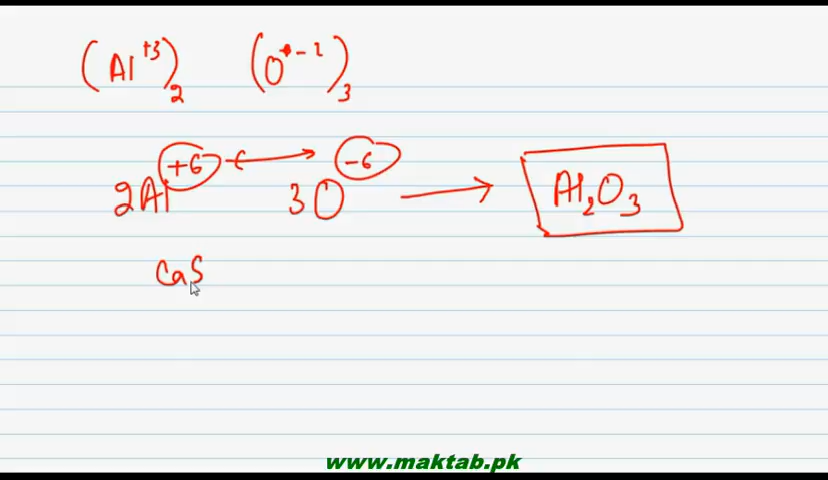 (Al⁺³)₂ (O⁻²)₃
2Al⁺⁶ ↔ 3O⁻⁶ → Al₂O₃
CaS
www.maktab.pk